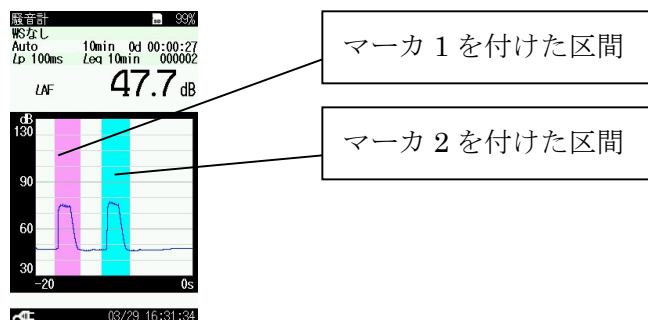 騒音計 99%
WSなし
Auto 10min 0d 00:00:27
Lp 100ms Leq 10min 000002
LAF 47.7 dB
dB
130
90
60
30
-20 0s
03/29 16:31:34
マーカ 1 を付けた区間
マーカ 2 を付けた区間